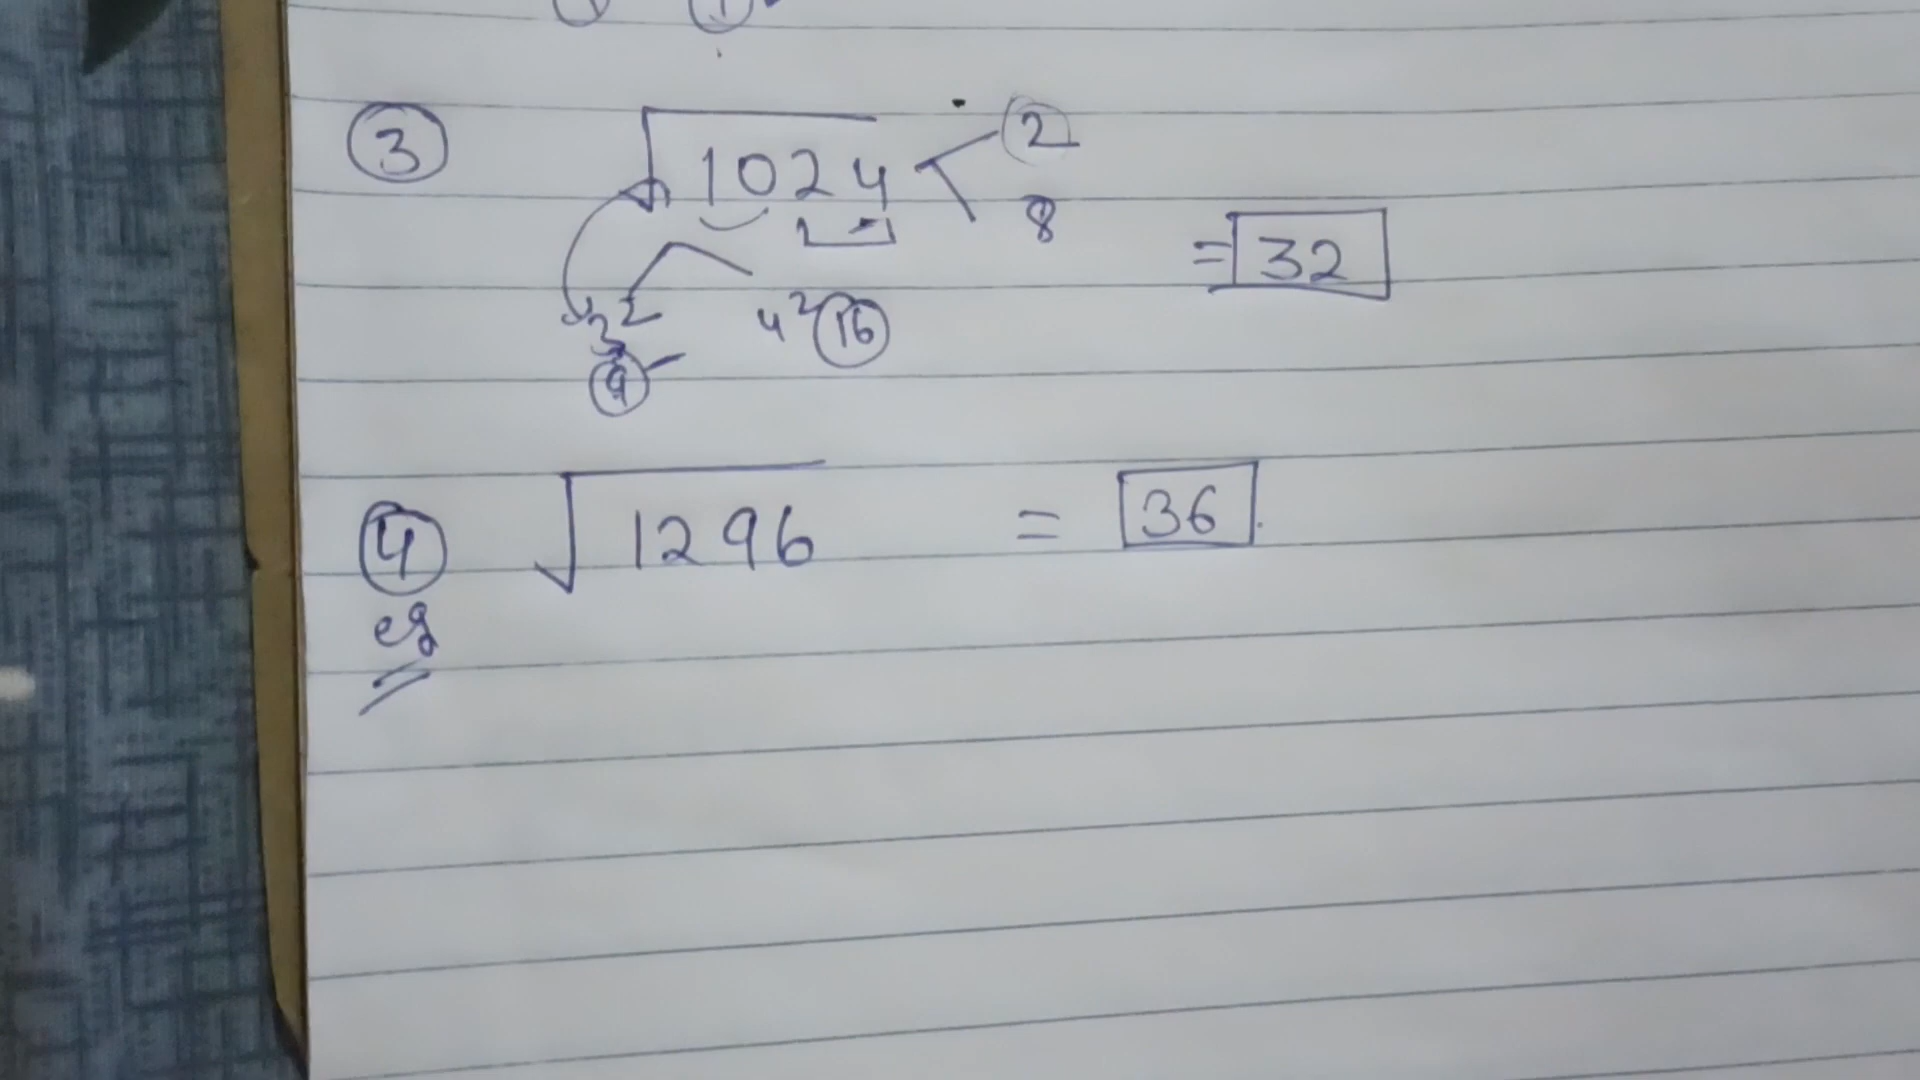 3 √1024 2
8
= 32
3² 4² 16
9
4 √1296 = 36.
eg